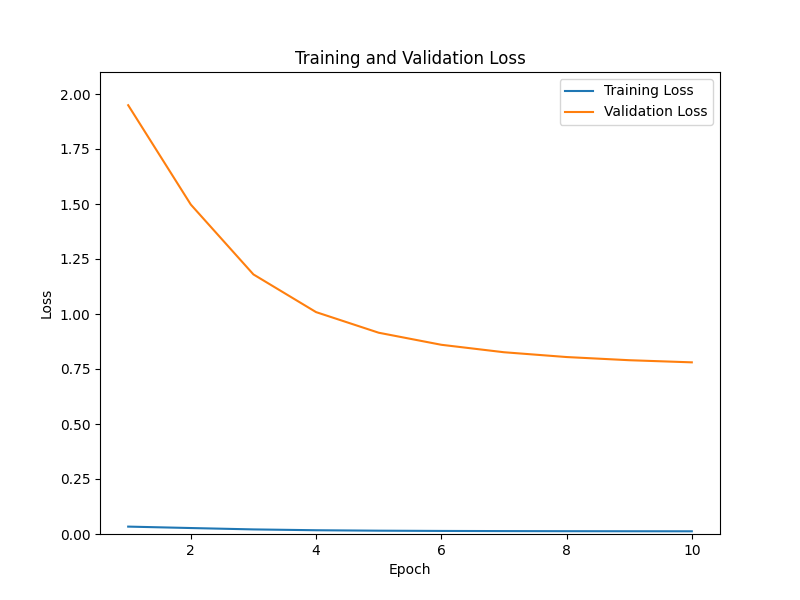 Training and Validation Loss
Training Loss
Validation Loss
2.00
1.75
1.50
1.25
1.00
0.75
0.50
0.25
0.00
Loss
2
4
6
8
10
Epoch